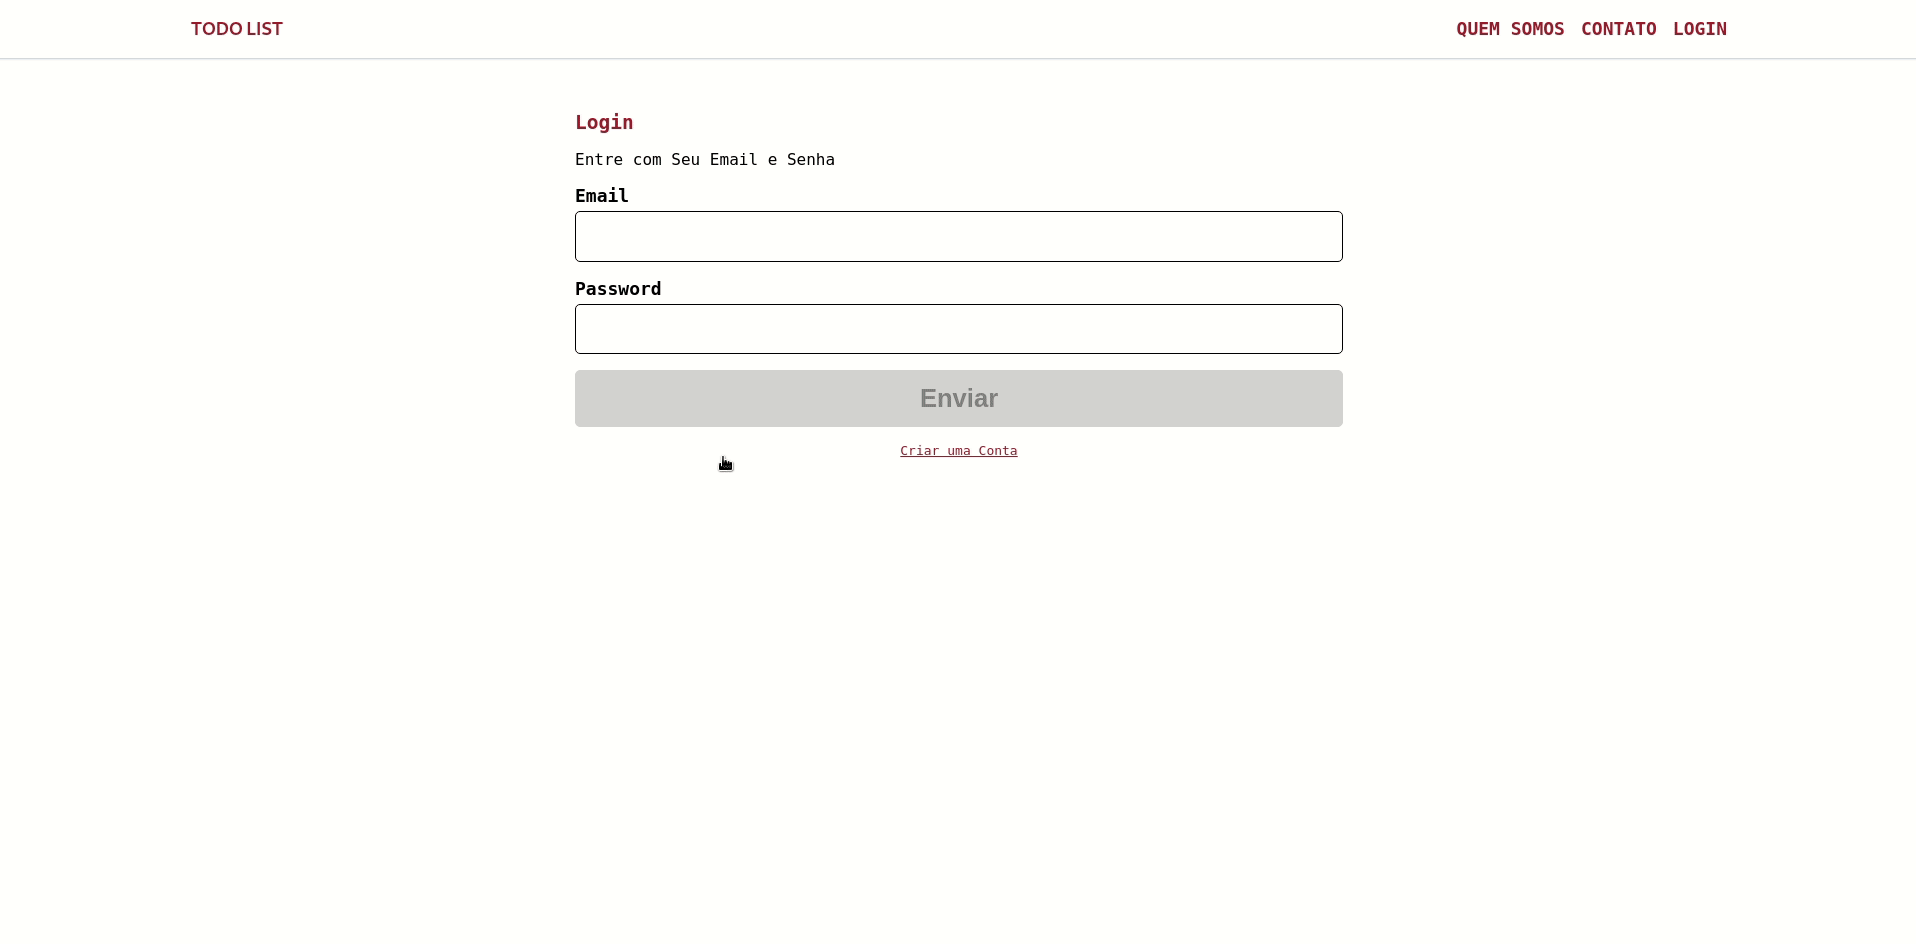 TODO LIST
QUEM SOMOS CONTATO LOGIN
Login
Entre com Seu Email e Senha
Email
Password
Enviar
Criar uma Conta